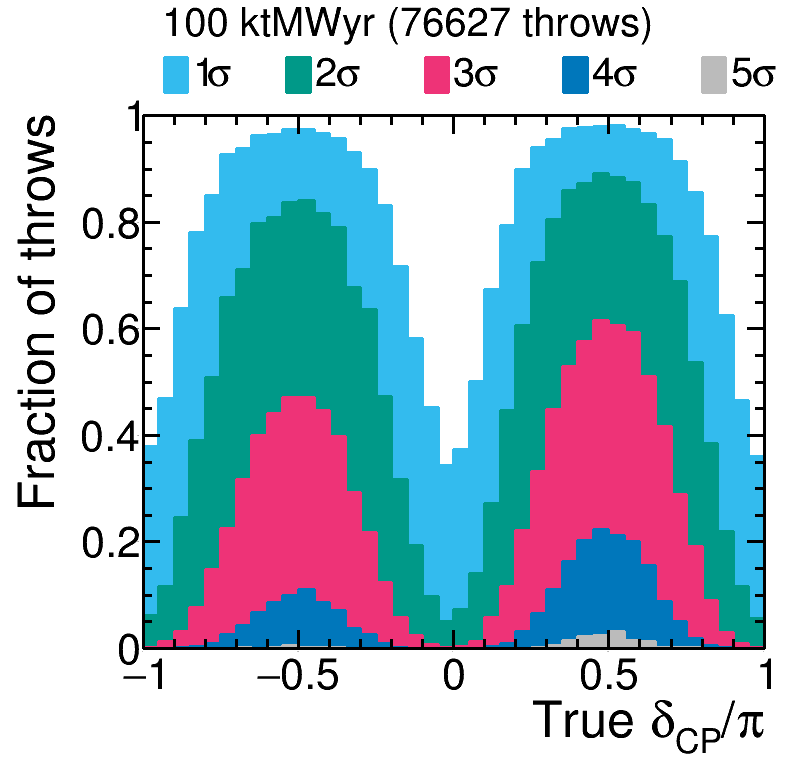 100 ktMWyr (76627 throws)
1σ 2σ 3σ 4σ 5σ
Fraction of throws
1
0.8
0.6
0.4
0.2
0
−1 −0.5 0 0.5 1
True δCP/π